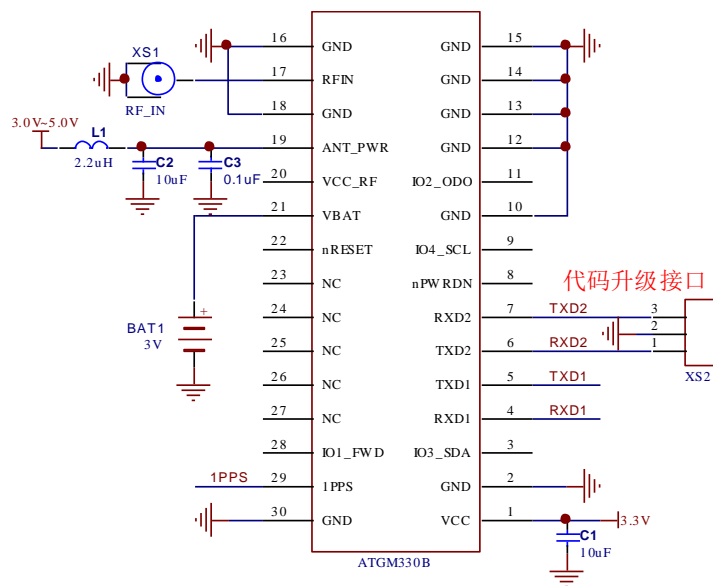 16 GND GND 15
XS1
17 RFIN GND 14
RF_IN
18 GND GND 13
3.0V~5.0V
L1
19 ANT_PWR GND 12
2.2uH
C2
10uF
C3
0.1uF
20 VCC_RF IO2_ODO 11
21 VBAT GND 10
22 nRESET IO4_SCL 9
23 NC nPWRDN 8
代码升级接口
24 NC RXD2 7 TXD2 3
+
BAT1
3V
2
25 NC TXD2 6 RXD2 1
XS2
26 NC TXD1 5 TXD1
27 NC RXD1 4 RXD1
28 IO1_FWD IO3_SDA 3
1PPS 29 1PPS GND 2
30 GND VCC 1 3.3V
C1
10uF
ATGM330B